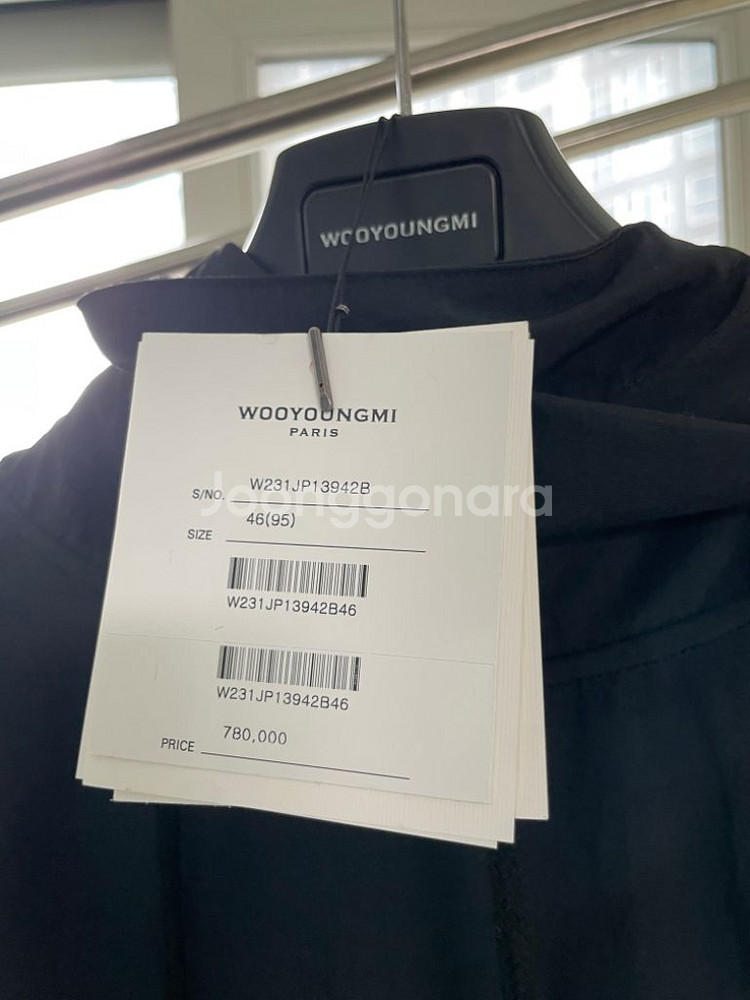 WOOYOUNGMI
WOOYOUNGMI
PARIS
S/NO. W231JP13942B
Joonggonara
SIZE 46(95)
W231JP13942B46
W231JP13942B46
PRICE 780,000